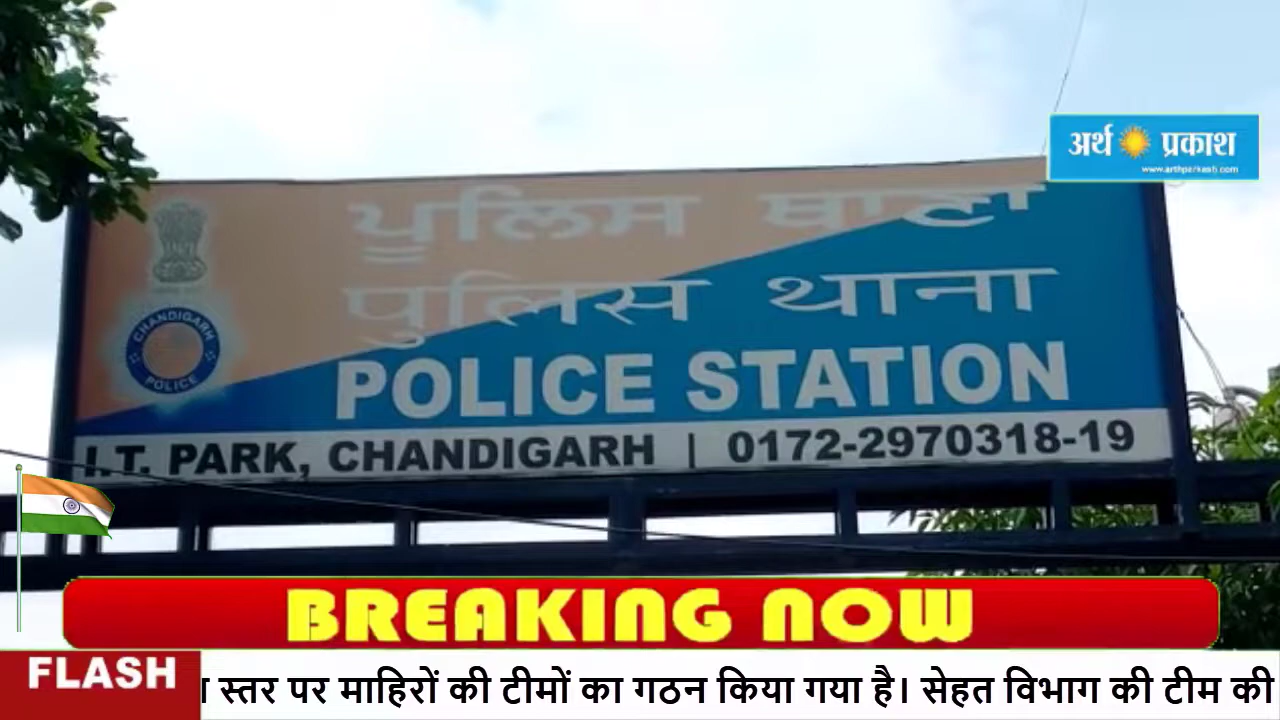 अर्थ प्रकाश
www.arthparkash.com
ਪੁਲਿਸ ਥਾਣਾ
पुलिस थाना
CHANDIGARH
POLICE
POLICE STATION
I.T. PARK, CHANDIGARH | 0172-2970318-19
BREAKING NOW
FLASH
स्तर पर माहिरों की टीमों का गठन किया गया है। सेहत विभाग की टीम की